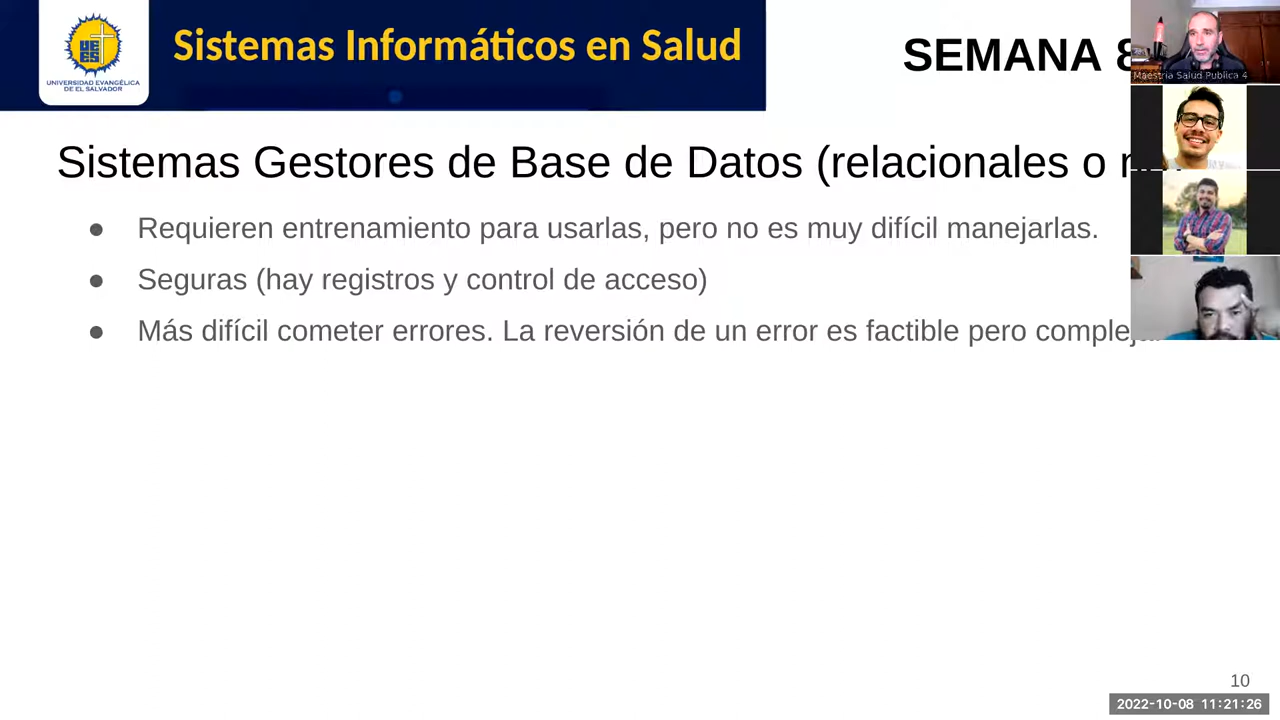 Sistemas Informáticos en Salud
SEMANA 8
UNIVERSIDAD EVANGÉLICA
DE EL SALVADOR
Maestria Salud Publica 4
Sistemas Gestores de Base de Datos (relacionales o
● Requieren entrenamiento para usarlas, pero no es muy difícil manejarlas.
● Seguras (hay registros y control de acceso)
● Más difícil cometer errores. La reversión de un error es factible pero compleja.
10
2022-10-08 11:21:26